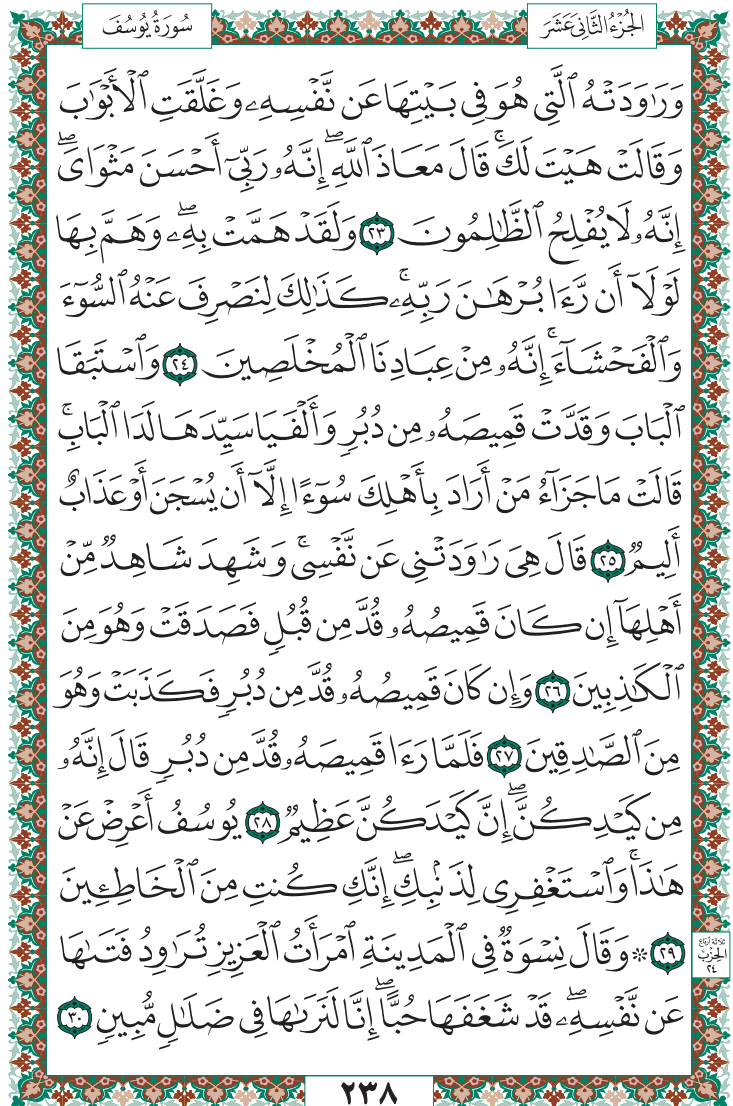 سُورَةُ يُوسُفَ
الجُزْءُ الثَّانِي عَشَرَ
وَرَٰوَدَتْهُ ٱلَّتِى هُوَ فِى بَيْتِهَا عَن نَّفْسِهِۦ وَغَلَّقَتِ ٱلْأَبْوَٰبَ
وَقَالَتْ هَيْتَ لَكَۚ قَالَ مَعَاذَ ٱللَّهِۖ إِنَّهُۥ رَبِّىٓ أَحْسَنَ مَثْوَاىَۖ
إِنَّهُۥ لَا يُفْلِحُ ٱلظَّٰلِمُونَ ٢٣ وَلَقَدْ هَمَّتْ بِهِۦۖ وَهَمَّ بِهَا
لَوْلَآ أَن رَّءَا بُرْهَٰنَ رَبِّهِۦۚ كَذَٰلِكَ لِنَصْرِفَ عَنْهُ ٱلسُّوٓءَ
وَٱلْفَحْشَآءَۚ إِنَّهُۥ مِنْ عِبَادِنَا ٱلْمُخْلَصِينَ ٢٤ وَٱسْتَبَقَا
ٱلْبَابَ وَقَدَّتْ قَمِيصَهُۥ مِن دُبُرٍ وَأَلْفَيَا سَيِّدَهَا لَدَا ٱلْبَابِۚ
قَالَتْ مَا جَزَآءُ مَنْ أَرَادَ بِأَهْلِكَ سُوٓءًا إِلَّآ أَن يُسْجَنَ أَوْ عَذَابٌ
أَلِيمٌ ٢٥ قَالَ هِىَ رَٰوَدَتْنِى عَن نَّفْسِىۚ وَشَهِدَ شَاهِدٌ مِّنْ
أَهْلِهَآ إِن كَانَ قَمِيصُهُۥ قُدَّ مِن قُبُلٍ فَصَدَقَتْ وَهُوَ مِنَ
ٱلْكَٰذِبِينَ ٢٦ وَإِن كَانَ قَمِيصُهُۥ قُدَّ مِن دُبُرٍ فَكَذَبَتْ وَهُوَ
مِنَ ٱلصَّٰدِقِينَ ٢٧ فَلَمَّا رَءَا قَمِيصَهُۥ قُدَّ مِن دُبُرٍ قَالَ إِنَّهُۥ
مِن كَيْدِكُنَّۖ إِنَّ كَيْدَكُنَّ عَظِيمٌ ٢٨ يُوسُفُ أَعْرِضْ عَنْ
هَٰذَاۚ وَٱسْتَغْفِرِى لِذَنۢبِكِۖ إِنَّكِ كُنتِ مِنَ ٱلْخَاطِـِٔينَ
٢٩ ۞ وَقَالَ نِسْوَةٌ فِى ٱلْمَدِينَةِ ٱمْرَأَتُ ٱلْعَزِيزِ تُرَٰوِدُ فَتَىٰهَا
ثلاثة أرباع
الحِزْب
٢٤
عَن نَّفْسِهِۦۖ قَدْ شَغَفَهَا حُبًّاۖ إِنَّا لَنَرَىٰهَا فِى ضَلَٰلٍ مُّبِينٍ ٣٠
٢٣٨